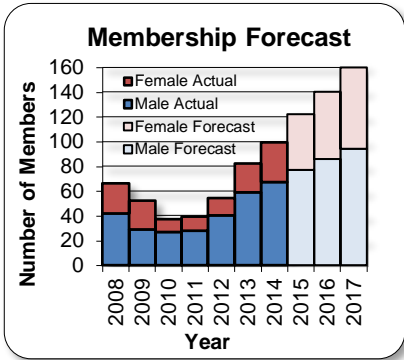 Membership Forecast
Number of Members
160
140
120
100
80
60
40
20
0
Female Actual
Male Actual
Female Forecast
Male Forecast
2008
2009
2010
2011
2012
2013
2014
2015
2016
2017
Year